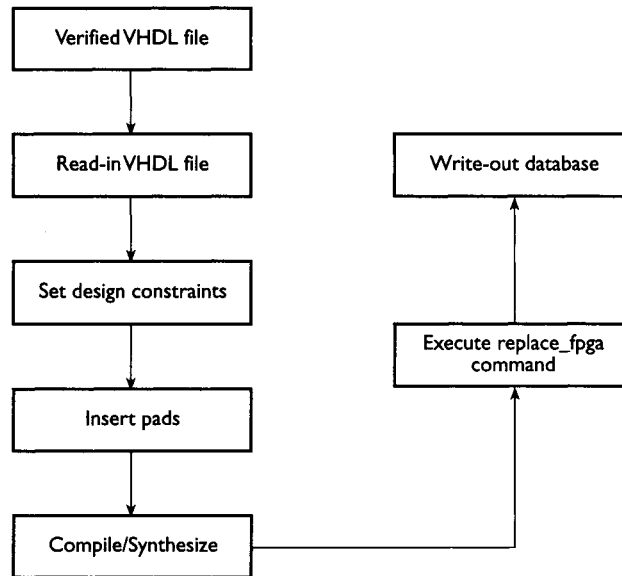 Verified VHDL file
Read-in VHDL file
Set design constraints
Insert pads
Compile/Synthesize
Execute replace_fpga
command
Write-out database